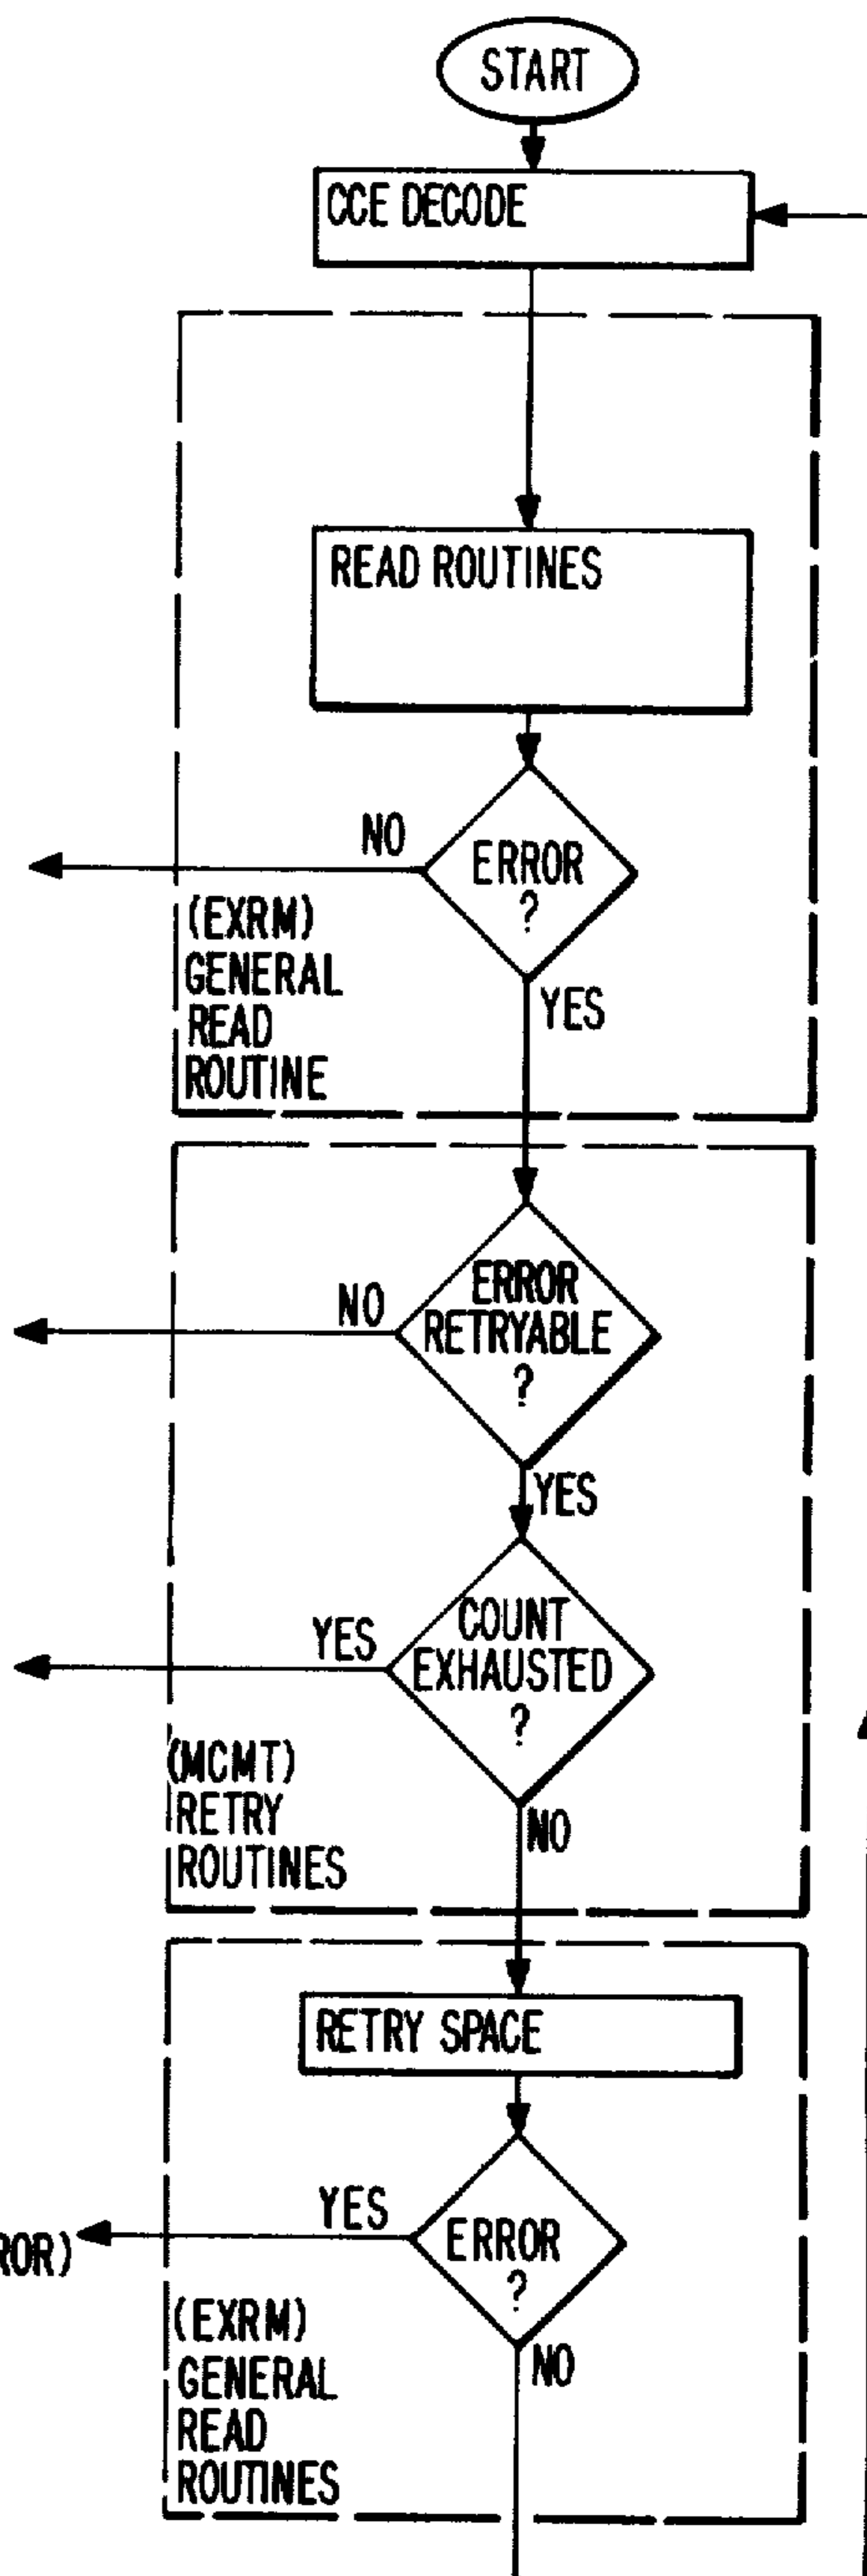 START
CCE DECODE
READ ROUTINES
NO
ERROR
?
(EXRM)
GENERAL
READ
ROUTINE
YES
ERROR
RETRYABLE
?
NO
YES
COUNT
EXHAUSTED
?
YES
(MCMT)
RETRY
ROUTINES
NO
RETRY SPACE
YES
ERROR
?
ROR)
(EXRM)
GENERAL
READ
ROUTINES
NO